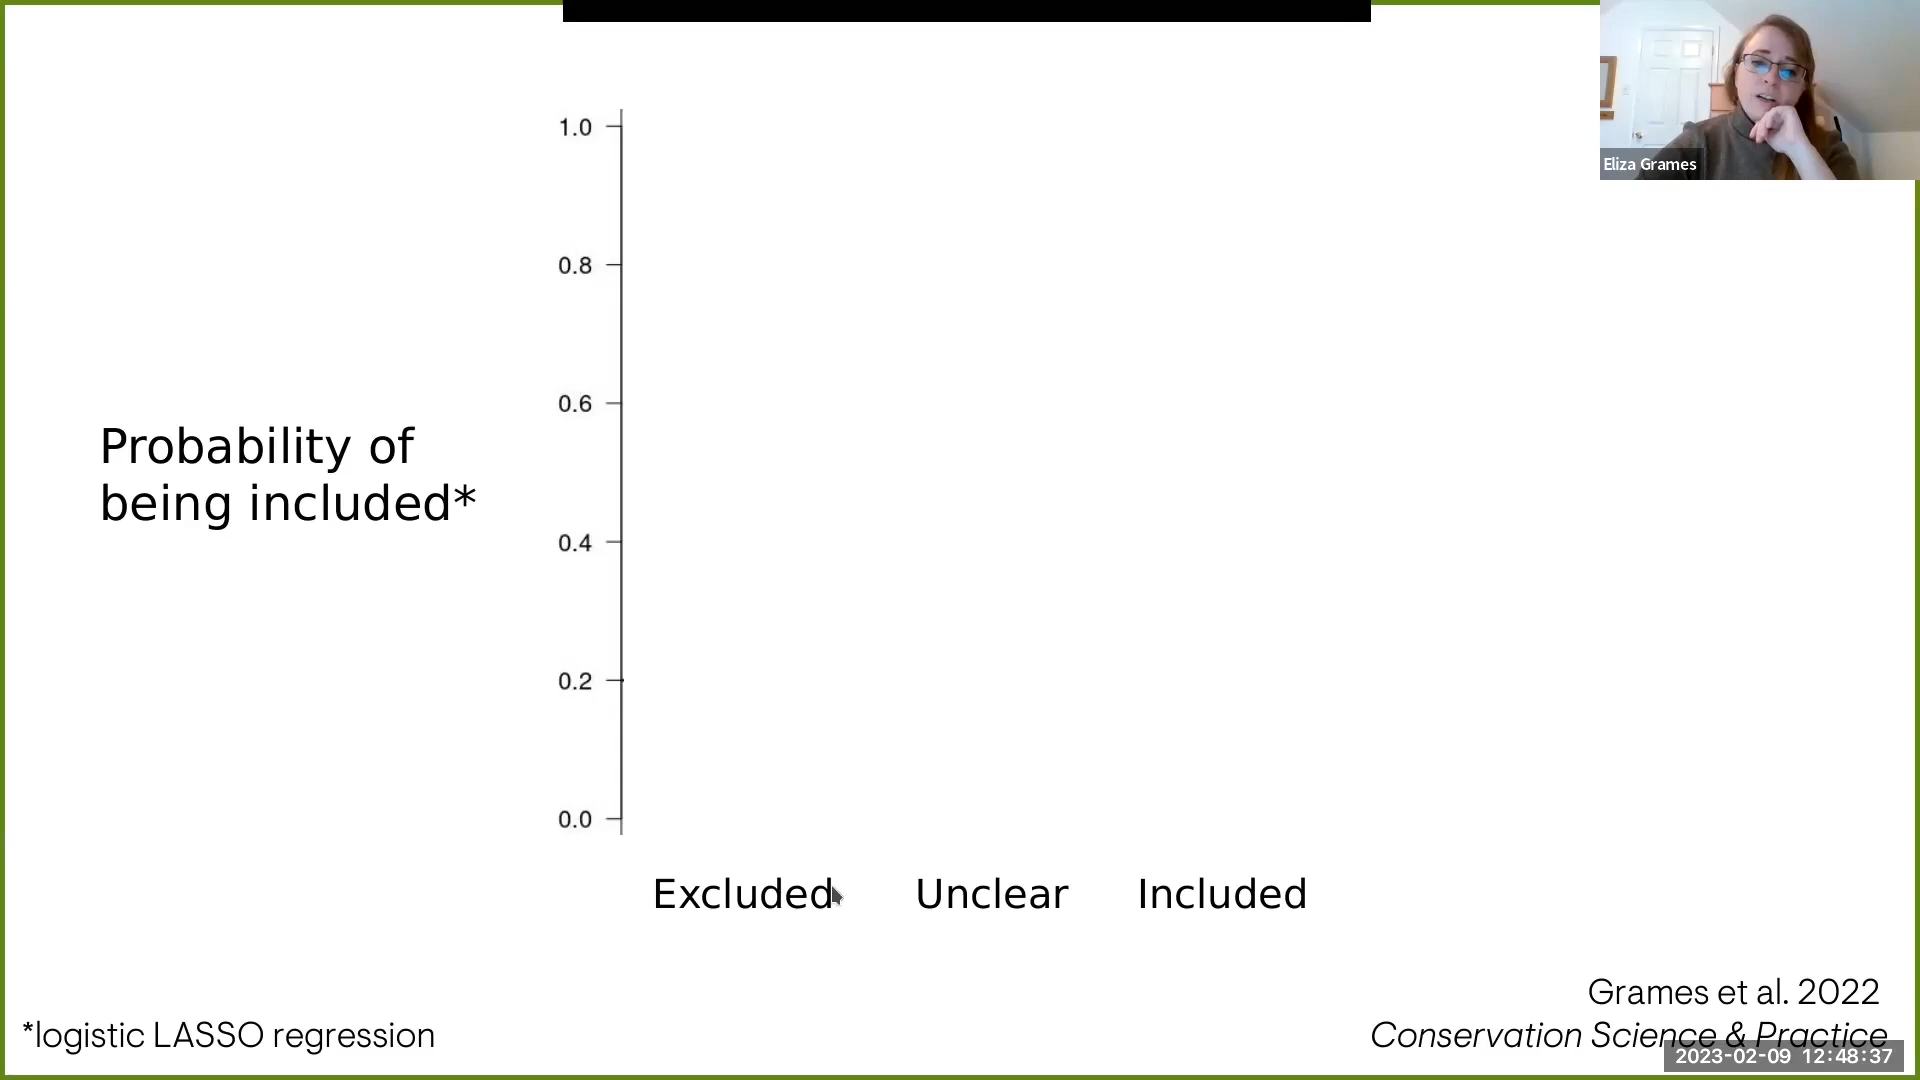 Eliza Grames
1.0
0.8
0.6
0.4
0.2
0.0
Probability of
being included*
Excluded Unclear Included
*logistic LASSO regression
Grames et al. 2022
Conservation Science & Practice
2023-02-09 12:48:37